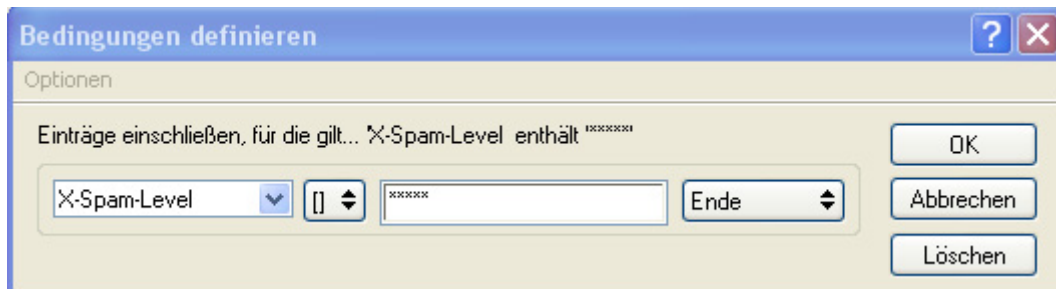 Bedingungen definieren
Optionen
Einträge einschließen, für die gilt... 'X-Spam-Level enthält "*****"
OK
X-Spam-Level [] ***** Ende
Abbrechen
Löschen